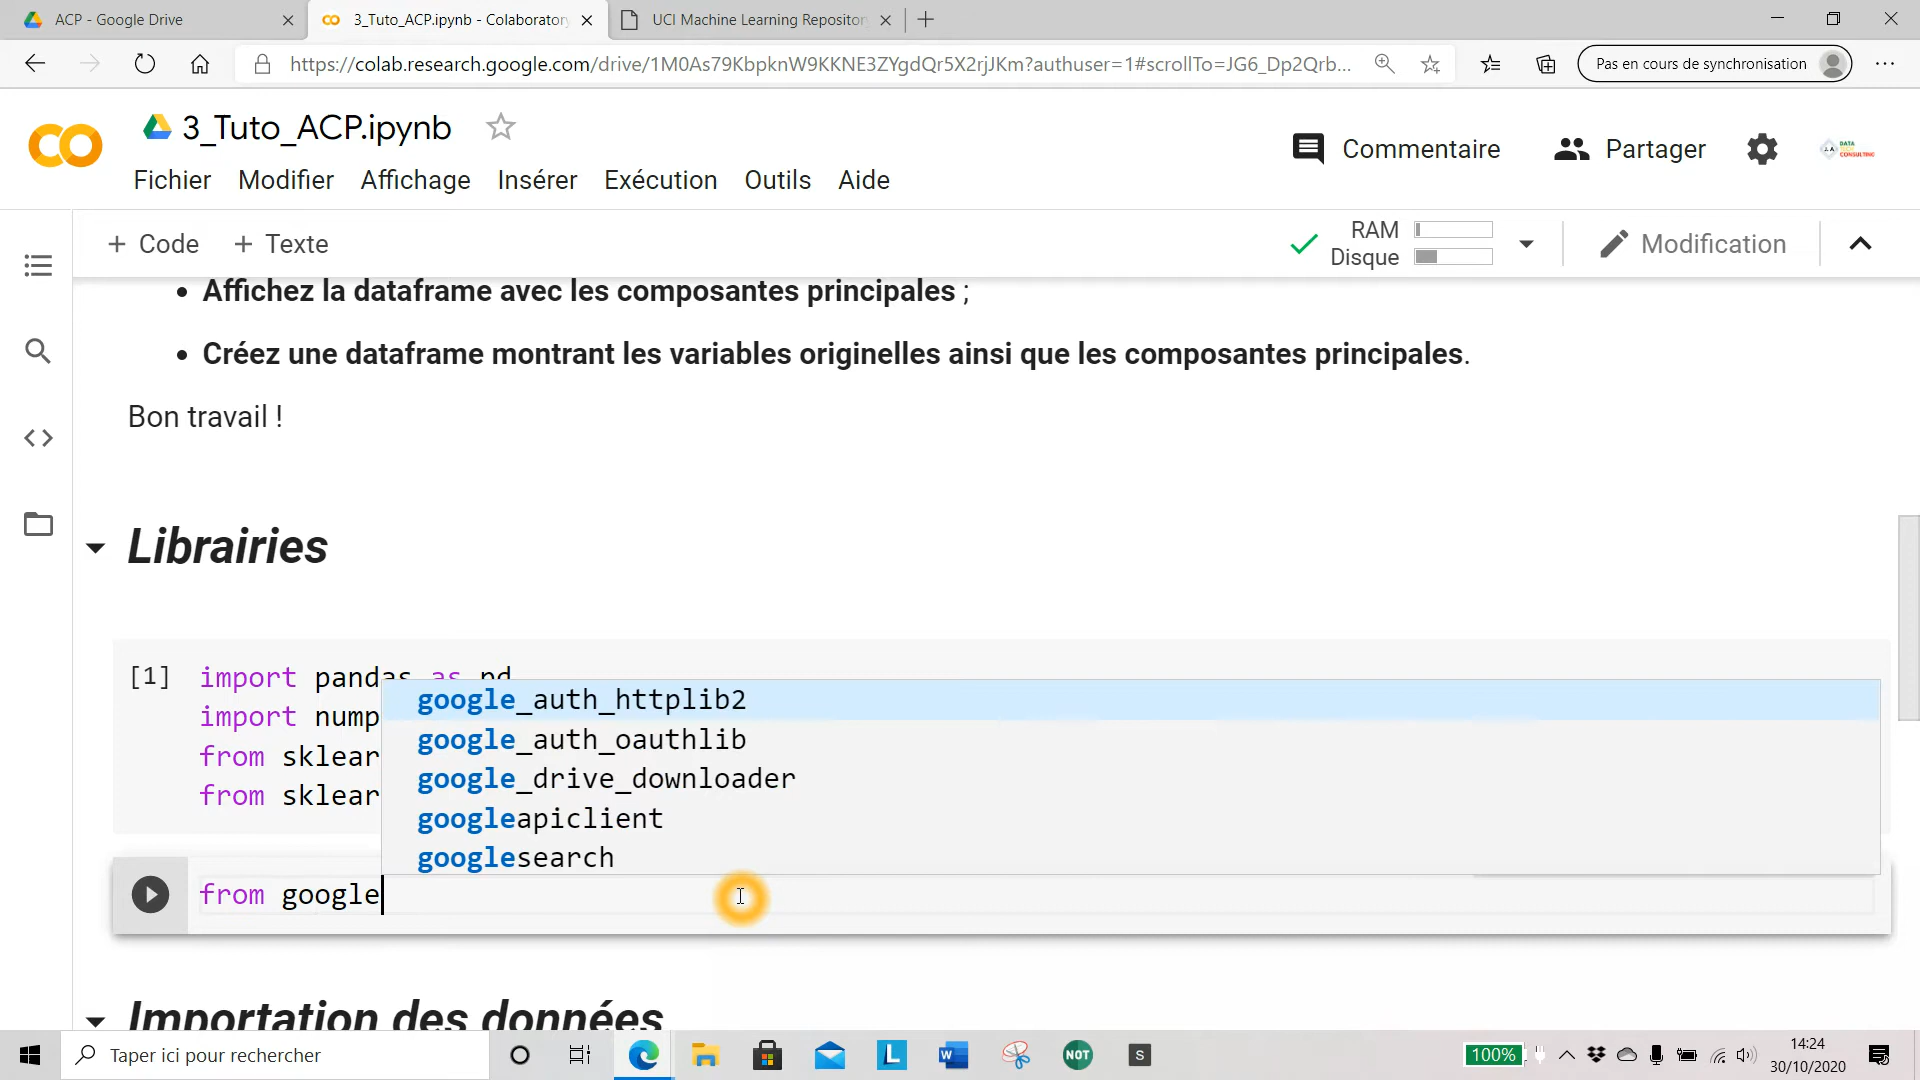 ACP - Google Drive
3_Tuto_ACP.ipynb - Colaboratory
UCI Machine Learning Repository
https://colab.research.google.com/drive/1M0As79KbpknW9KKNE3ZYgdQr5X2rjJKm?authuser=1#scrollTo=JG6_Dp2Qrb...
Pas en cours de synchronisation
3_Tuto_ACP.ipynb
Commentaire
Partager
DATA
CONSULTING
Fichier Modifier Affichage Insérer Exécution Outils Aide
+ Code + Texte
RAM
Disque
Modification
• Affichez la dataframe avec les composantes principales ;
• Créez une dataframe montrant les variables originelles ainsi que les composantes principales.
Bon travail !
Librairies
[1] import pandas as pd
import nump
from sklear
from sklear
google_auth_httplib2
google_auth_oauthlib
google_drive_downloader
googleapiclient
googlesearch
from google
Importation des données
Taper ici pour rechercher
L
W
NOT
S
100%
14:24
30/10/2020